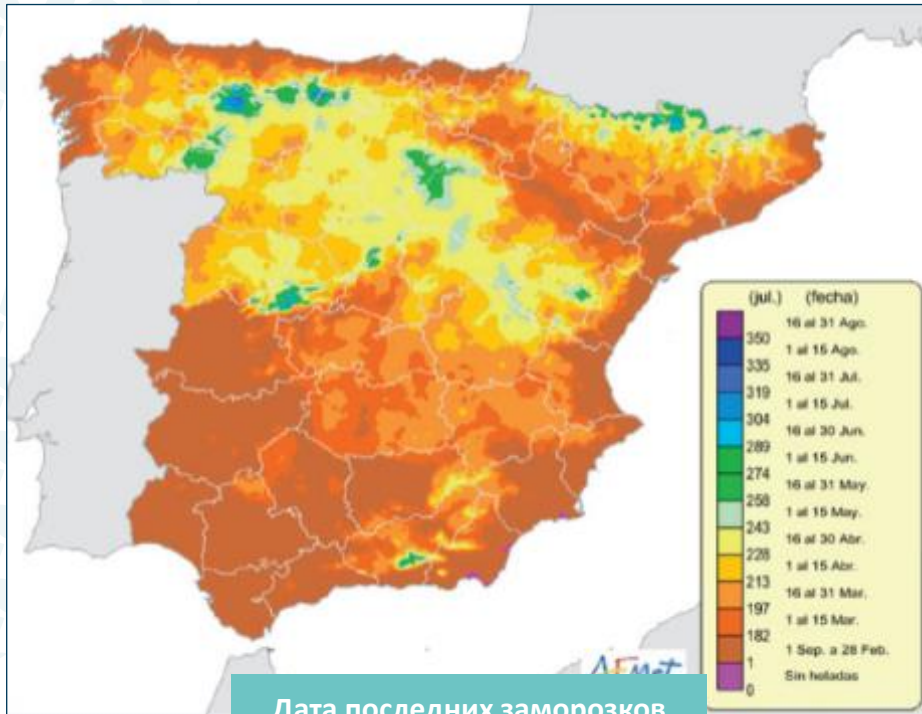 (jul.) (fecha)
16 al 31 Ago.
350
1 al 15 Ago.
335
16 al 31 Jul.
319
1 al 15 Jul.
304
16 al 30 Jun.
289
1 al 15 Jun.
274
16 al 31 May.
258
1 al 15 May.
243
16 al 30 Abr.
228
1 al 15 Abr.
213
16 al 31 Mar.
197
1 al 15 Mar.
182
1 Sep. a 28 Feb.
1
Sin heladas
0
AEMet
Дата последних заморозков